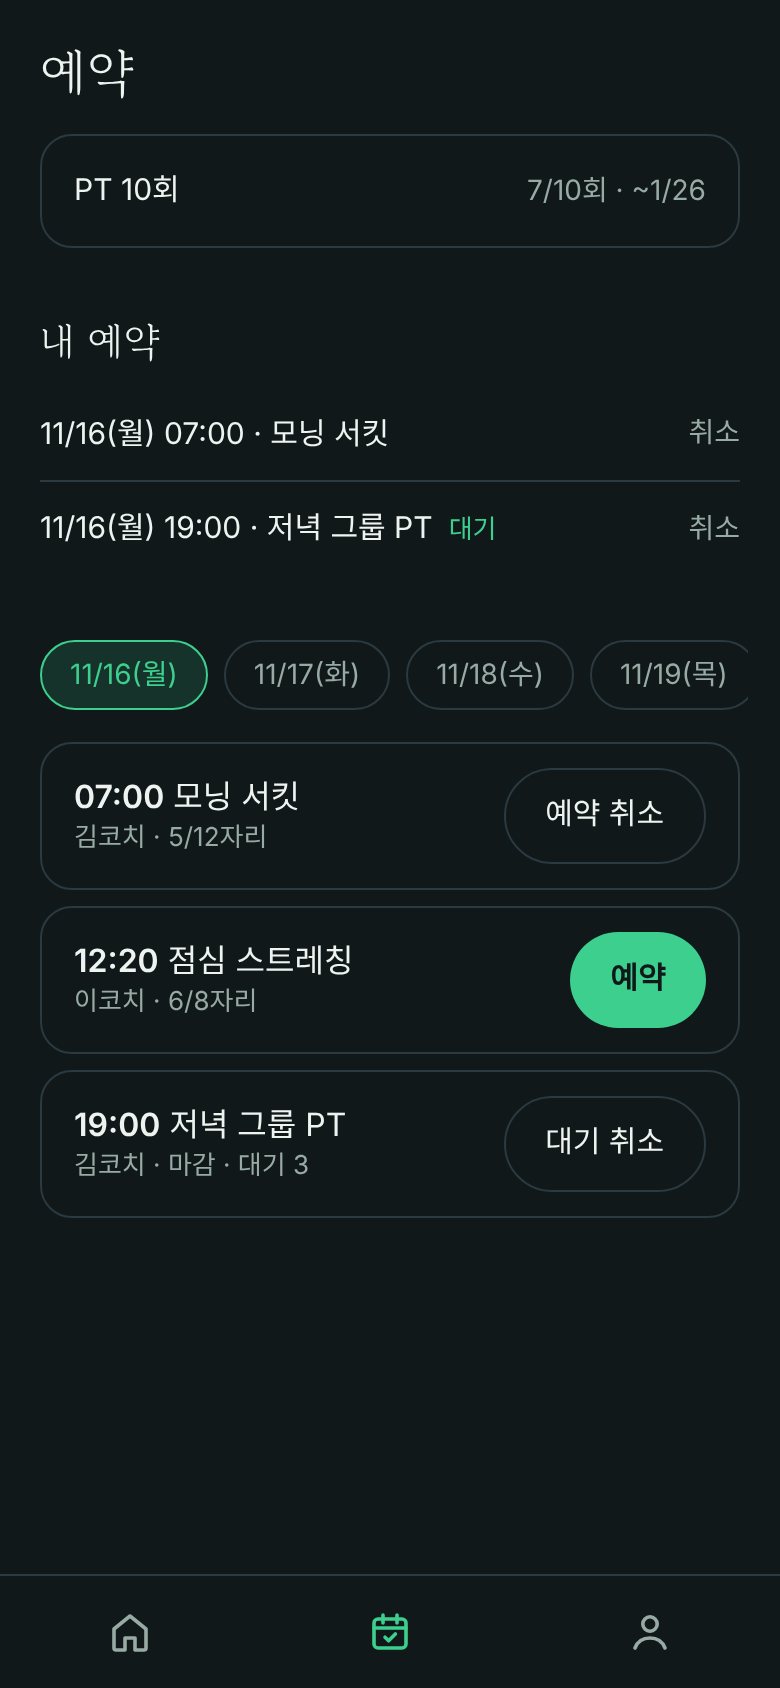 예약
PT 10회 7/10회 · ~1/26
내 예약
11/16(월) 07:00 · 모닝 서킷 취소
11/16(월) 19:00 · 저녁 그룹 PT 대기 취소
11/16(월) 11/17(화) 11/18(수) 11/19(목)
07:00 모닝 서킷
김코치 · 5/12자리
예약 취소
12:20 점심 스트레칭
이코치 · 6/8자리
예약
19:00 저녁 그룹 PT
김코치 · 마감 · 대기 3
대기 취소